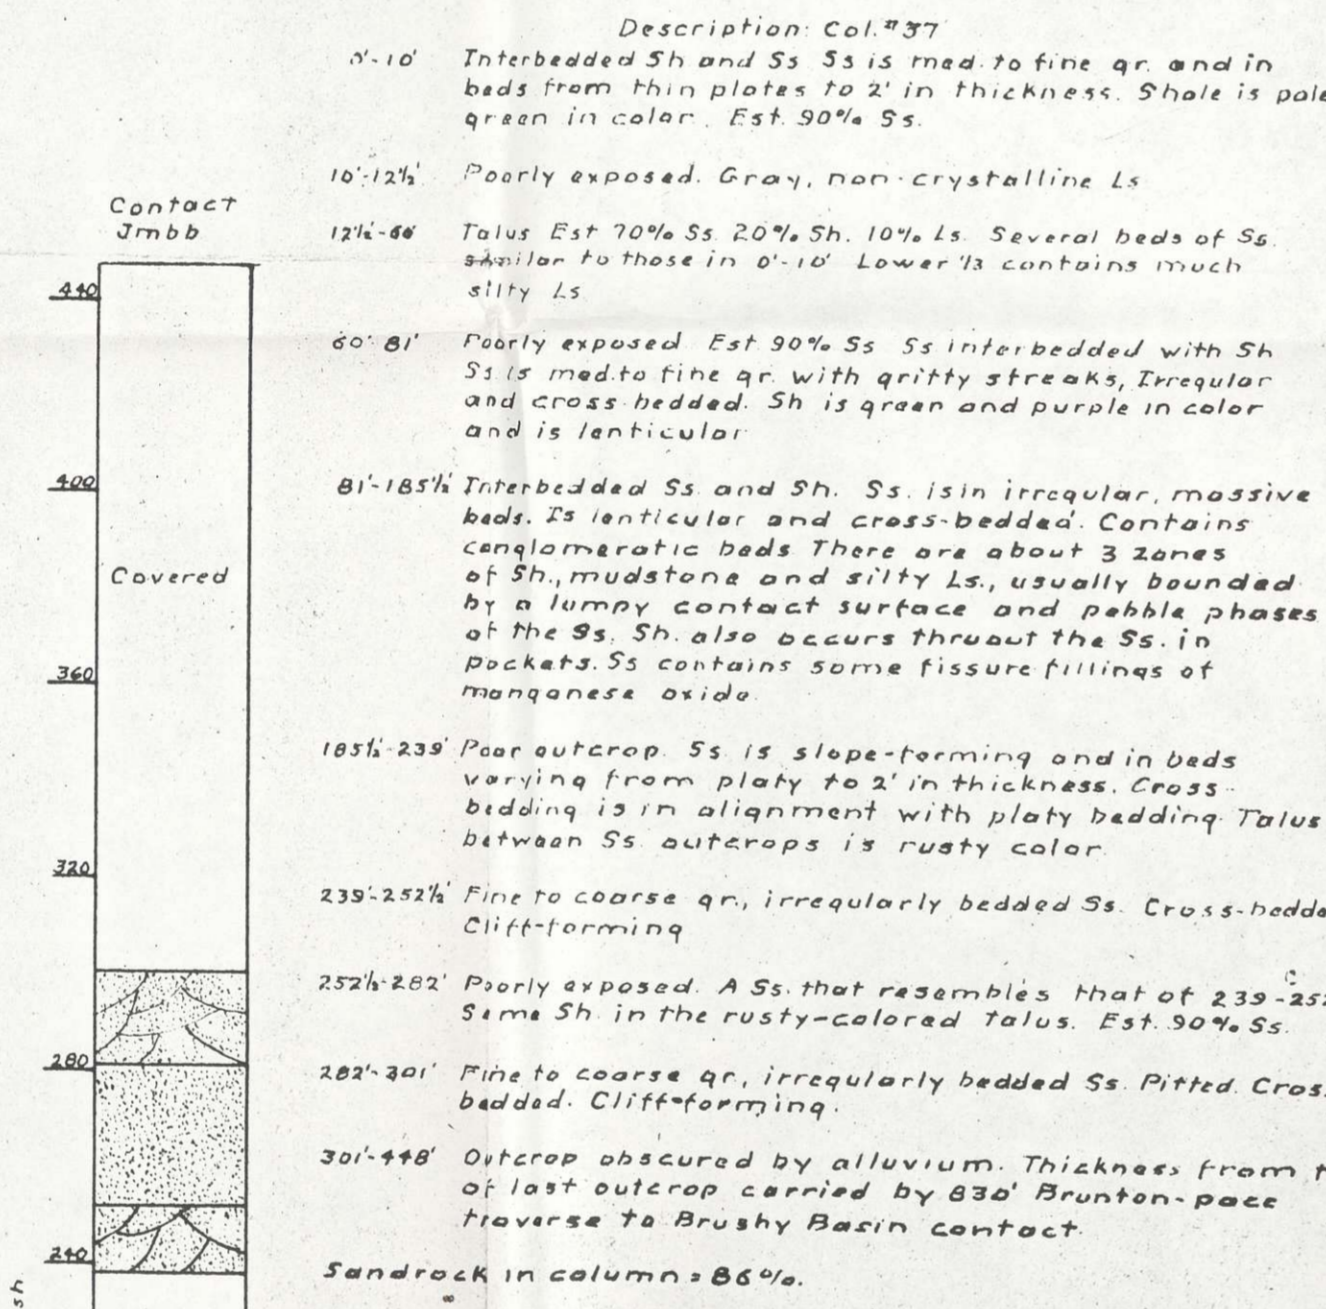 Description: Col. #37
0'-10' Interbedded Sh and Ss Ss is med. to fine gr. and in
beds from thin plates to 2' in thickness. Shale is pale
green in color. Est. 90% Ss.
10'-12½' Poorly exposed. Gray, non-crystalline Ls
12½-60' Talus Est 70% Ss. 20% Sh. 10% Ls. Several beds of Ss.
similar to those in 0'-10' Lower 1/3 contains much
silty Ls
60'-81' Poorly exposed Est 90% Ss Ss interbedded with Sh
Ss is med. to fine gr. with gritty streaks, Irregular
and cross bedded. Sh is green and purple in color
and is lenticular
81'-185½' Interbedded Ss and Sh. Ss. is in irregular, massive
beds. Is lenticular and cross-bedded. Contains
conglomeratic beds There are about 3 zones
of Sh., mudstone and silty Ls., usually bounded
by a lumpy contact surface and pebble phases
of the Ss. Sh. also occurs thruout the Ss. in
pockets. Ss contains some fissure fillings of
manganese oxide.
185½-239' Poor outcrop. Ss. is slope-forming and in beds
varying from platy to 2' in thickness. Cross-
bedding is in alignment with platy bedding. Talus
between Ss. outcrops is rusty color.
239'-252½' Fine to coarse gr., irregularly bedded Ss. Cross-bedde
Cliff-forming
252½-282' Poorly exposed. A Ss. that resembles that of 239-252
Some Sh in the rusty-colored Talus. Est. 90% Ss.
282'-301' Fine to coarse gr., irregularly bedded Ss. Pitted. Cros
bedded. Cliff-forming.
301'-448' Outcrop obscured by alluvium. Thickness from t
of last outcrop carried by 830' Brunton-pace
traverse to Brushy Basin contact.
Sandrock in column = 86%.
Contact
Jmbb
440
400
Covered
360
320
280
240
sh